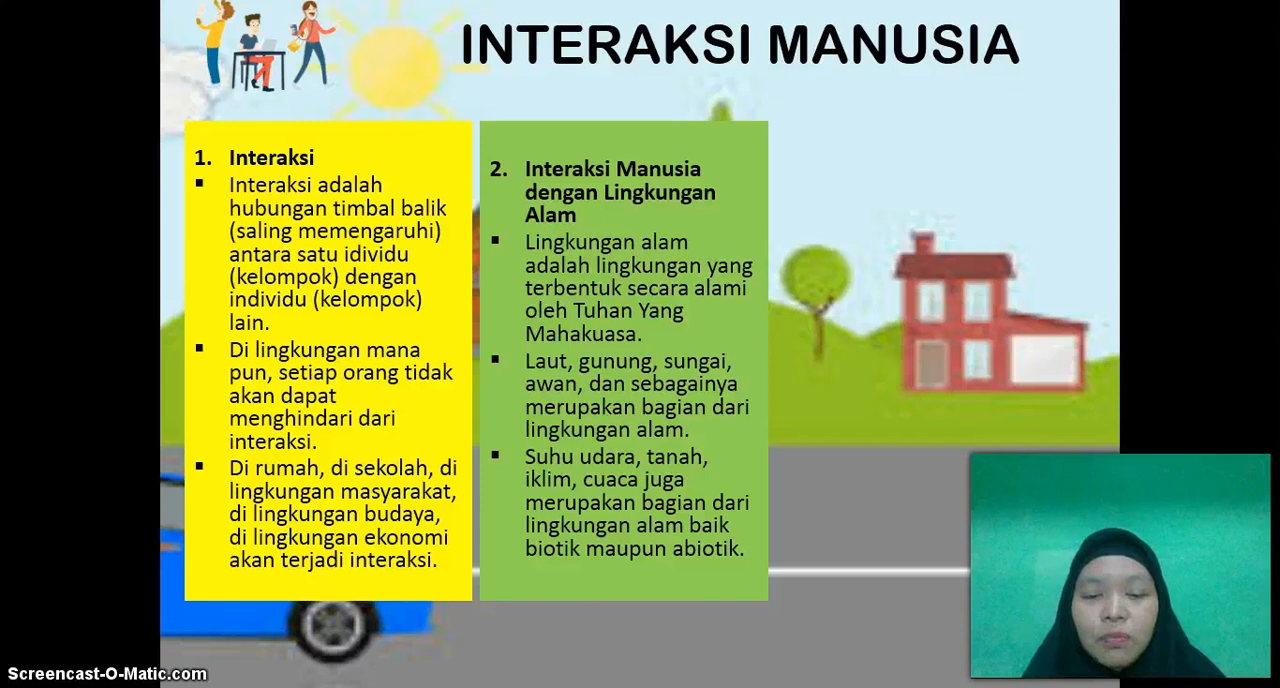 INTERAKSI MANUSIA
1. Interaksi
▪ Interaksi adalah
hubungan timbal balik
(saling memengaruhi)
antara satu idividu
(kelompok) dengan
individu (kelompok)
lain.
▪ Di lingkungan mana
pun, setiap orang tidak
akan dapat
menghindari dari
interaksi.
▪ Di rumah, di sekolah, di
lingkungan masyarakat,
di lingkungan budaya,
di lingkungan ekonomi
akan terjadi interaksi.
2. Interaksi Manusia
dengan Lingkungan
Alam
▪ Lingkungan alam
adalah lingkungan yang
terbentuk secara alami
oleh Tuhan Yang
Mahakuasa.
▪ Laut, gunung, sungai,
awan, dan sebagainya
merupakan bagian dari
lingkungan alam.
▪ Suhu udara, tanah,
iklim, cuaca juga
merupakan bagian dari
lingkungan alam baik
biotik maupun abiotik.
Screencast-O-Matic.com